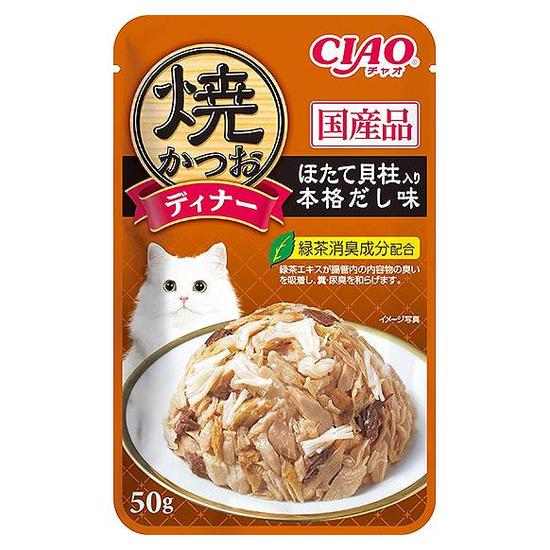 CIAO
チャオ
焼
かつお
ディナー
国産品
ほたて貝柱入り
本格だし味
緑茶消臭成分配合
緑茶エキスが腸管内の内容物の臭い
を吸着し、糞・尿臭を和らげます。
イメージ写真
50g